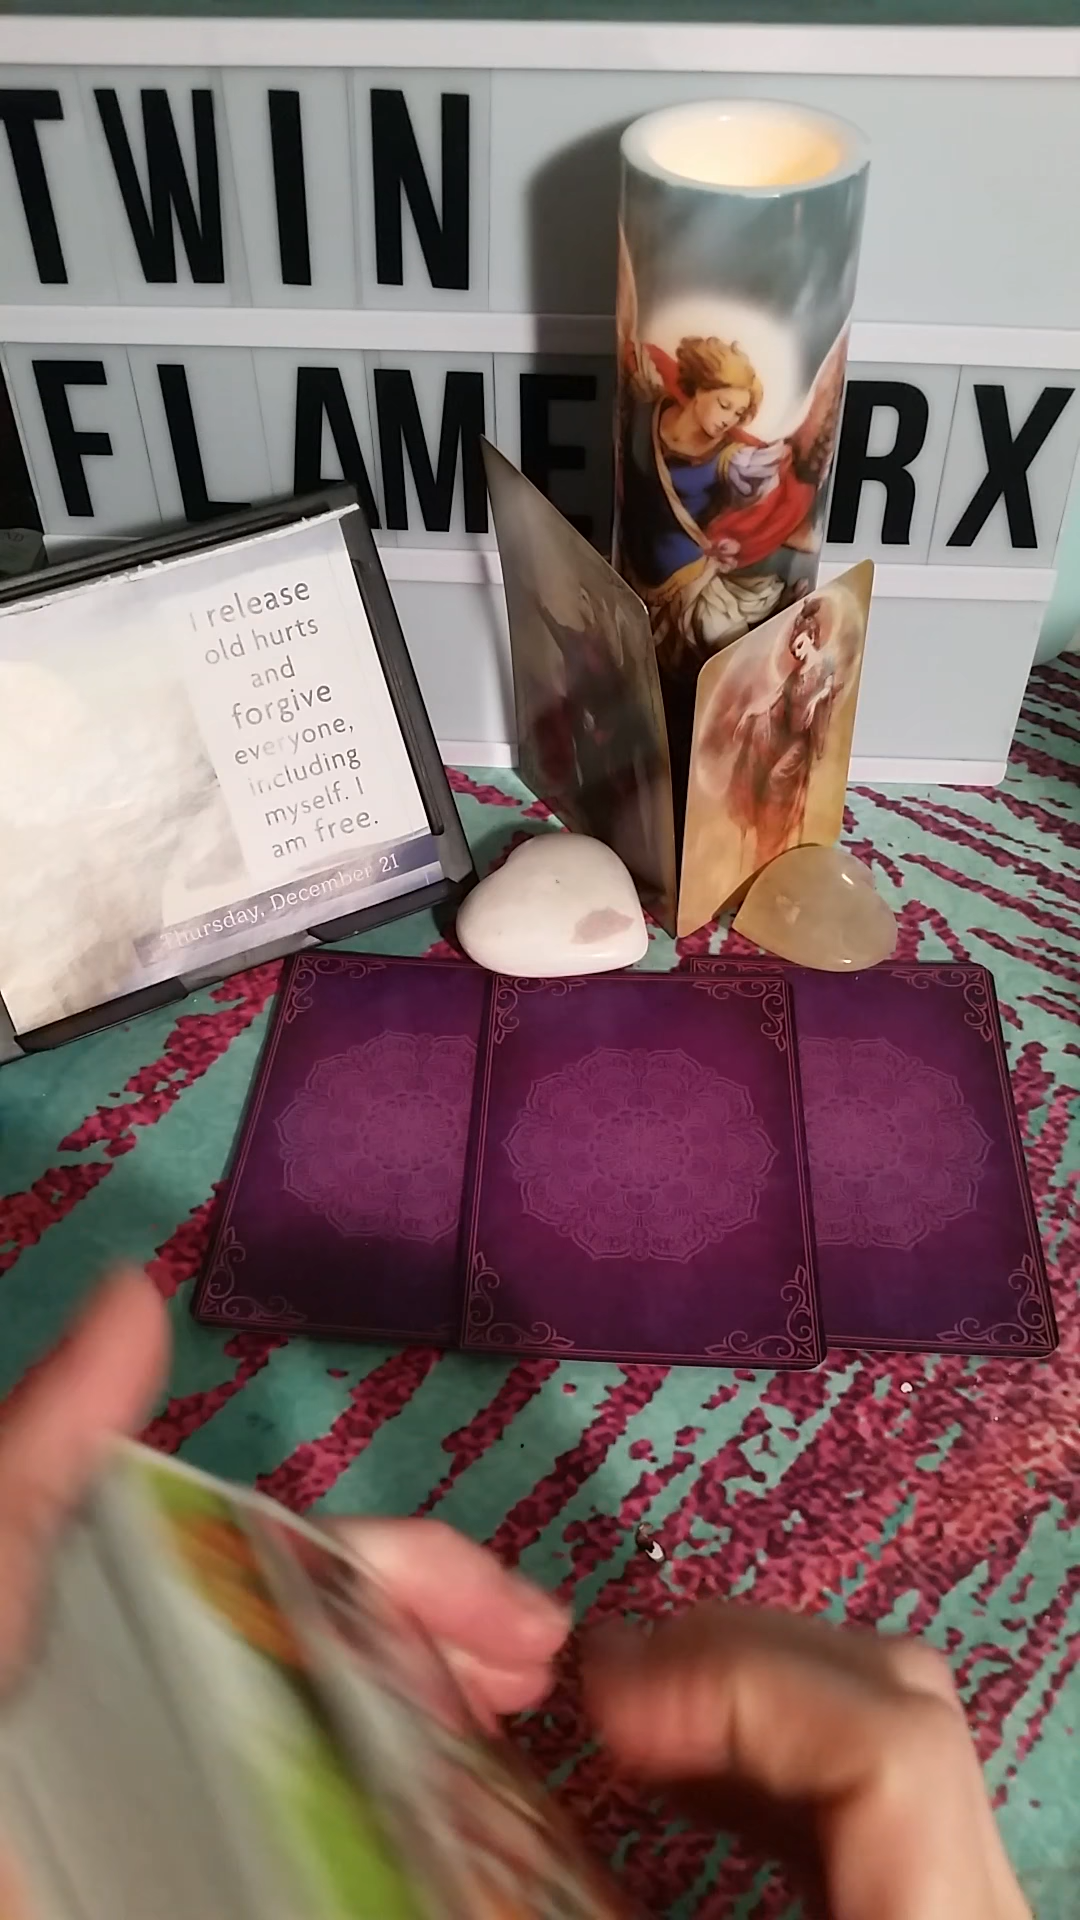 TWIN
FLAME RX
I release
old hurts
and
forgive
everyone,
including
myself. I
am free.
Thursday, December 21